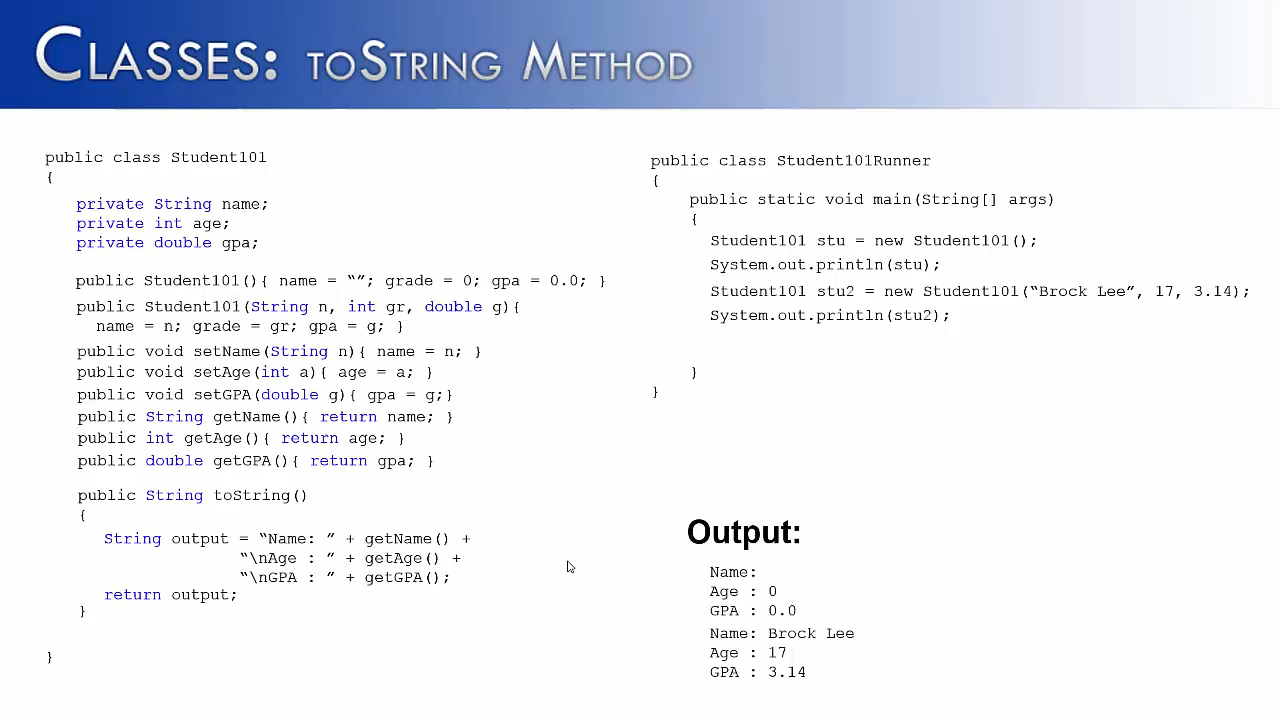 CLASSES: TOSTRING METHOD
public class Student101
{
private String name;
private int age;
private double gpa;
public Student101(){ name = “”; grade = 0; gpa = 0.0; }
public Student101(String n, int gr, double g){
name = n; grade = gr; gpa = g; }
public void setName(String n){ name = n; }
public void setAge(int a){ age = a; }
public void setGPA(double g){ gpa = g;}
public String getName(){ return name; }
public int getAge(){ return age; }
public double getGPA(){ return gpa; }
public String toString()
{
String output = “Name: ” + getName() +
“\nAge : ” + getAge() +
“\nGPA : ” + getGPA();
return output;
}
}
public class Student101Runner
{
public static void main(String[] args)
{
Student101 stu = new Student101();
System.out.println(stu);
Student101 stu2 = new Student101(“Brock Lee”, 17, 3.14);
System.out.println(stu2);
}
}
Output:
Name:
Age : 0
GPA : 0.0
Name: Brock Lee
Age : 17
GPA : 3.14